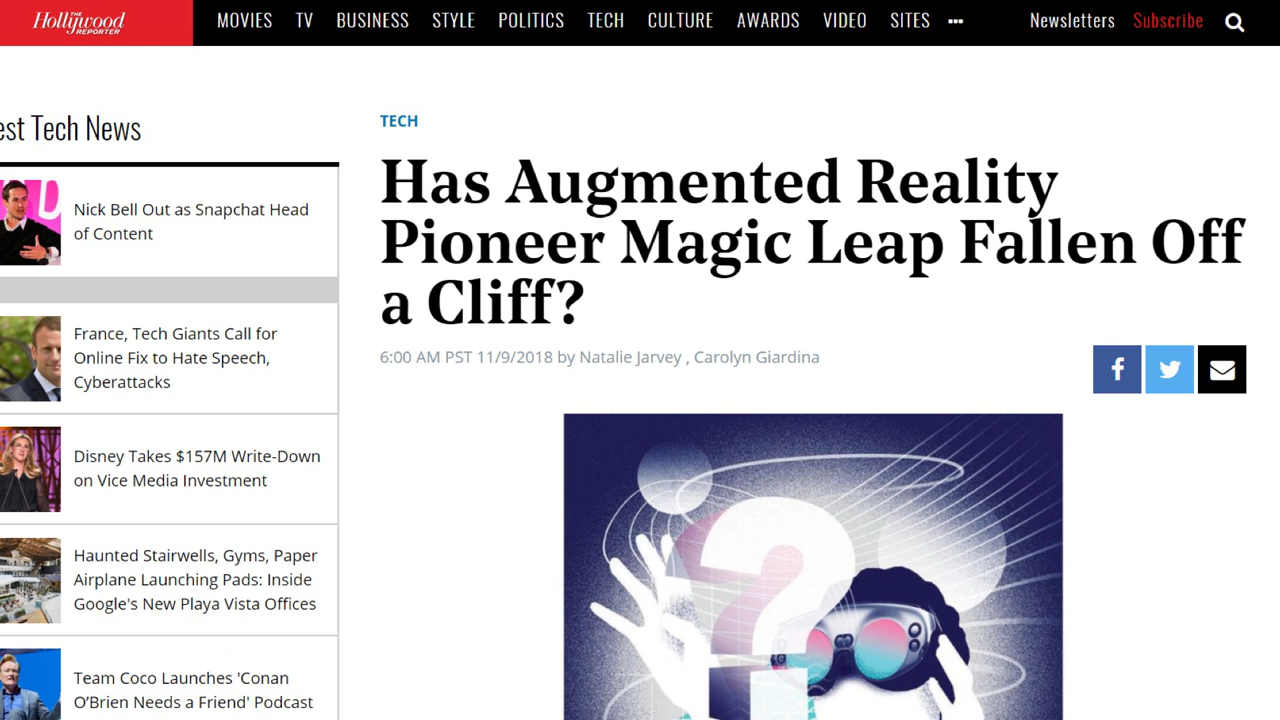 THE
Hollywood
REPORTER
MOVIES TV BUSINESS STYLE POLITICS TECH CULTURE AWARDS VIDEO SITES ••• Newsletters Subscribe
est Tech News
Nick Bell Out as Snapchat Head
of Content
France, Tech Giants Call for
Online Fix to Hate Speech,
Cyberattacks
Disney Takes $157M Write-Down
on Vice Media Investment
Haunted Stairwells, Gyms, Paper
Airplane Launching Pads: Inside
Google's New Playa Vista Offices
Team Coco Launches 'Conan
O’Brien Needs a Friend' Podcast
TECH
Has Augmented Reality
Pioneer Magic Leap Fallen Off
a Cliff?
6:00 AM PST 11/9/2018 by Natalie Jarvey , Carolyn Giardina